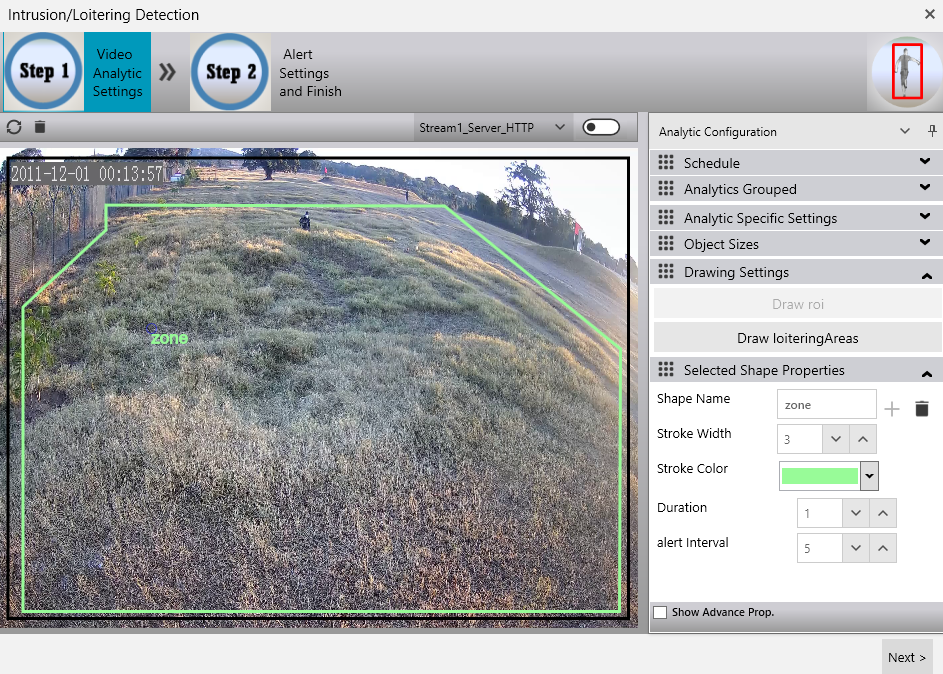 Intrusion/Loitering Detection
Step 1
Video
Analytic
Settings
Step 2
Alert
Settings
and Finish
Stream1_Server_HTTP
Analytic Configuration
2011-12-01 00:13:57
zone
Schedule
Analytics Grouped
Analytic Specific Settings
Object Sizes
Drawing Settings
Draw roi
Draw loiteringAreas
Selected Shape Properties
Shape Name
zone
Stroke Width
3
Stroke Color
Duration
1
alert Interval
5
Show Advance Prop.
Next >